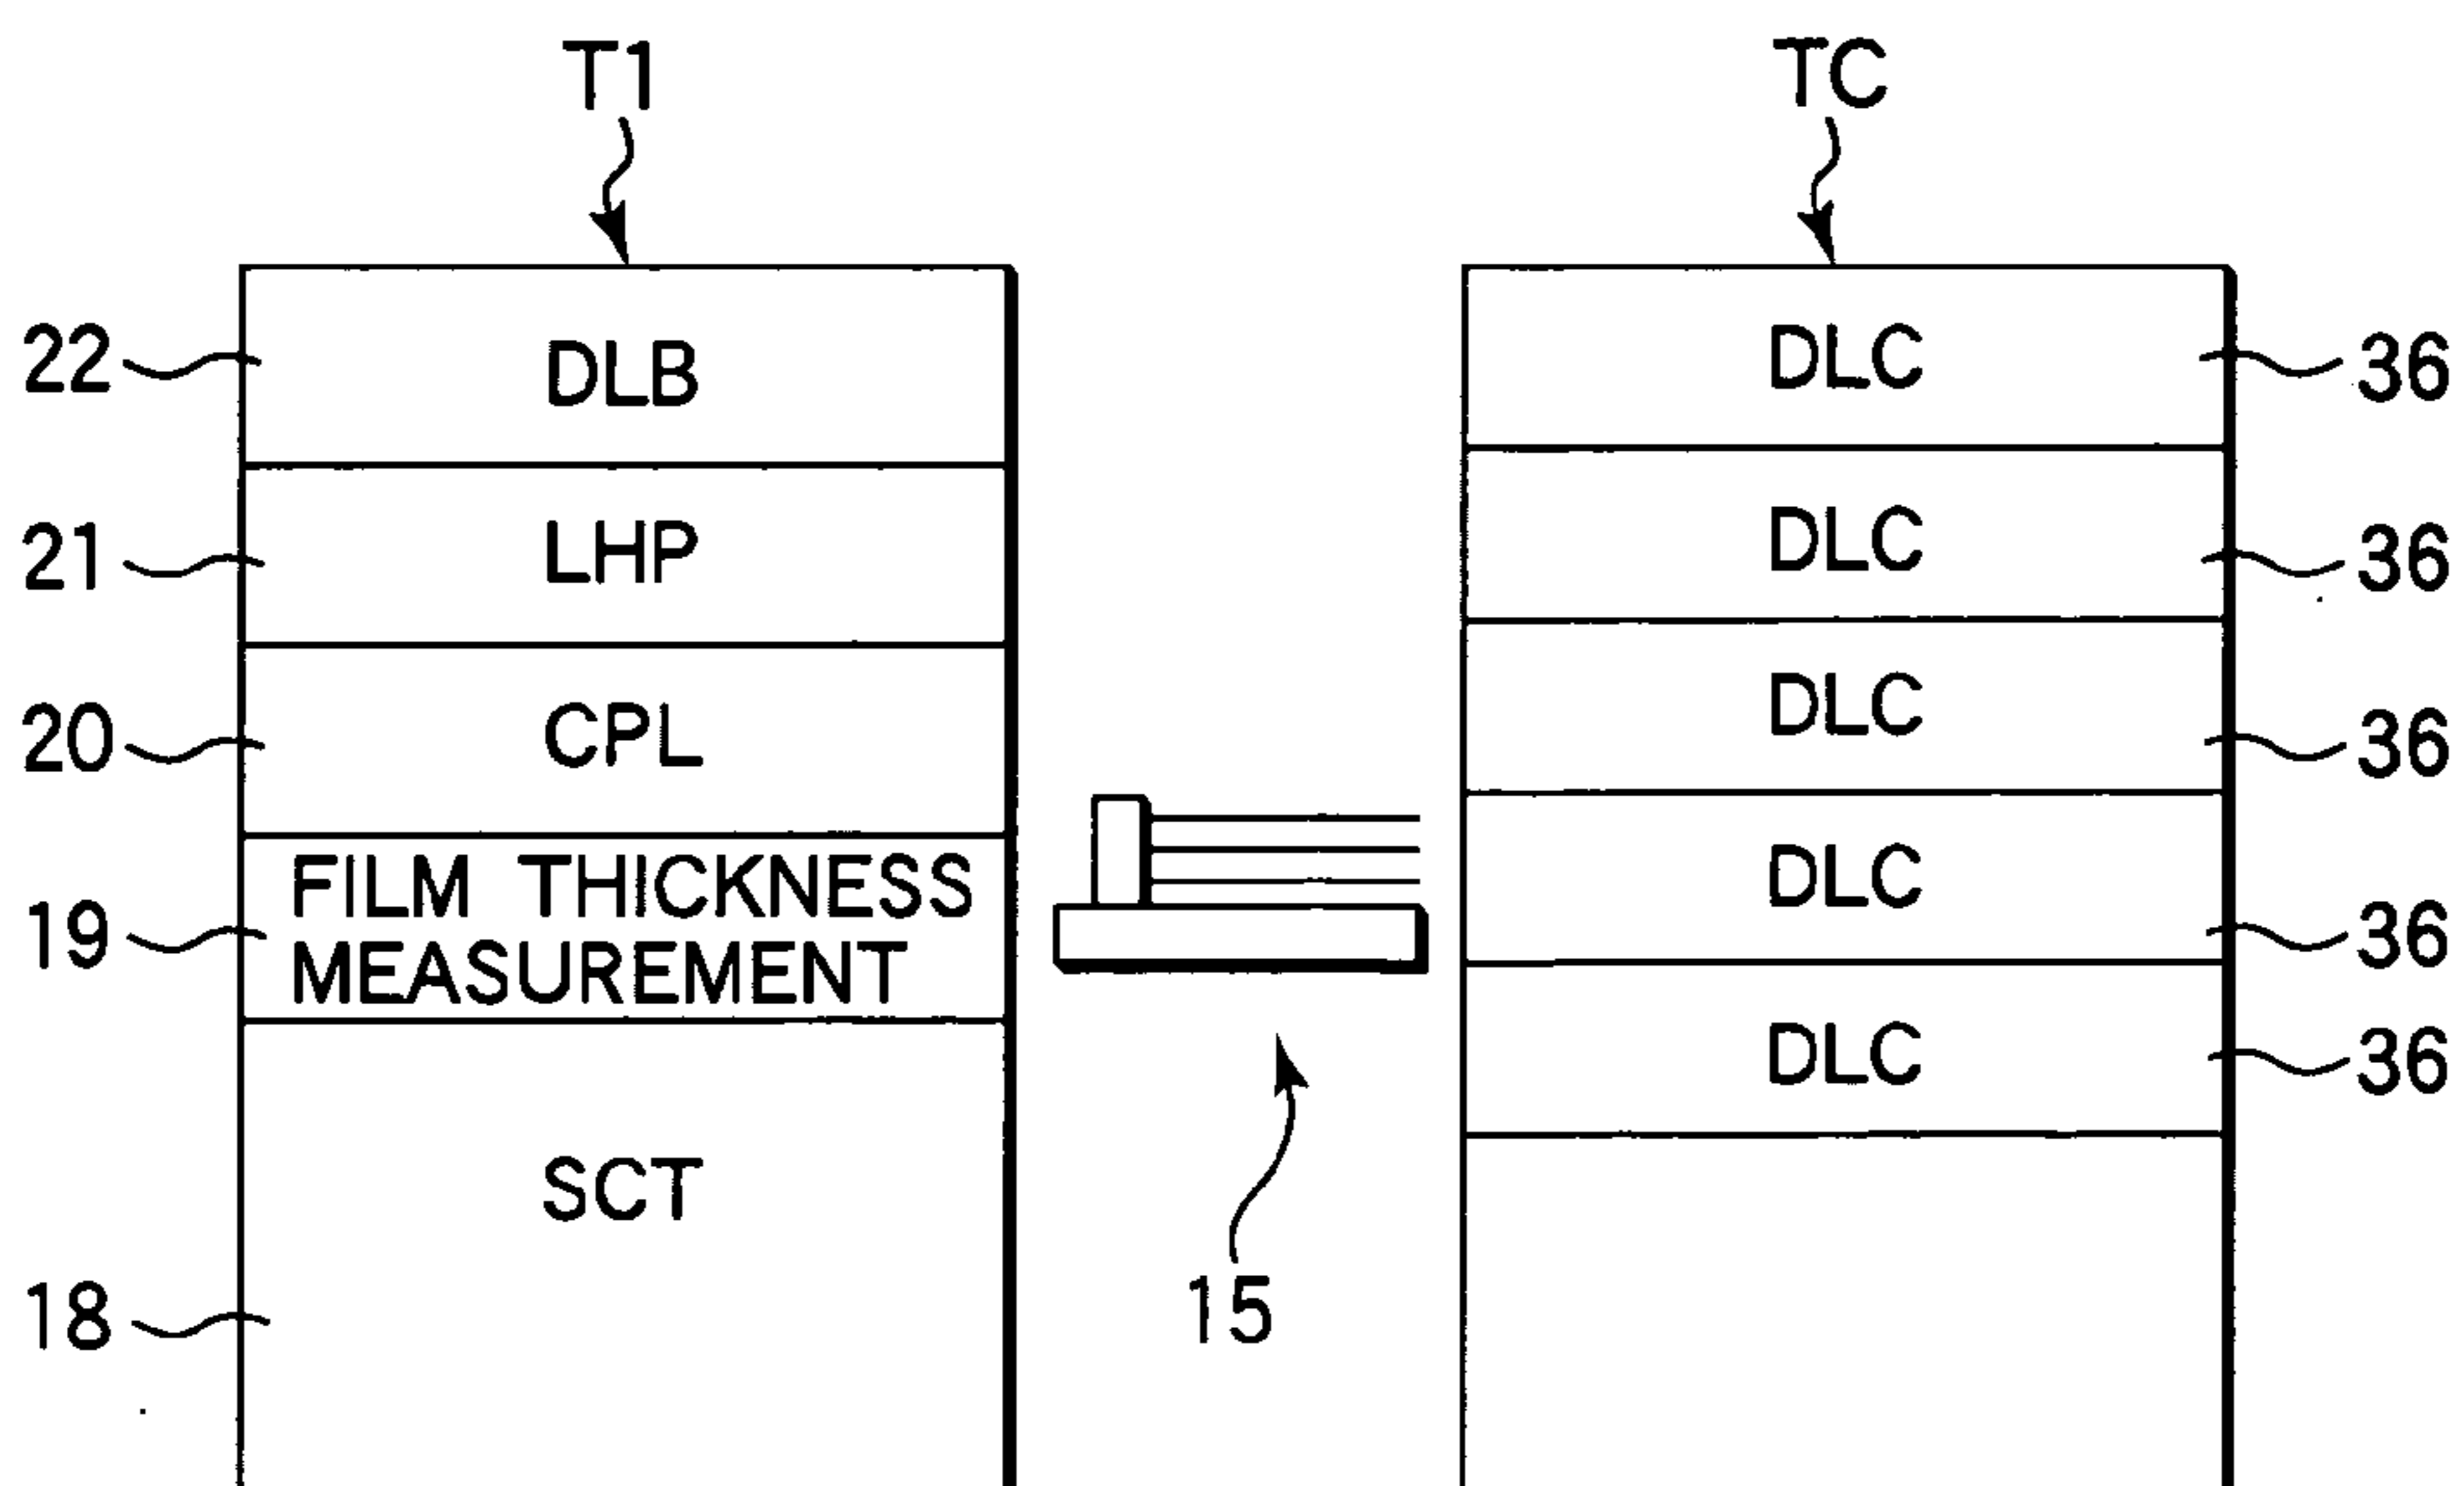 T1
TC
22
DLB
DLC
36
21
LHP
DLC
36
20
CPL
DLC
36
19
FILM THICKNESS
MEASUREMENT
DLC
36
DLC
36
SCT
18
15